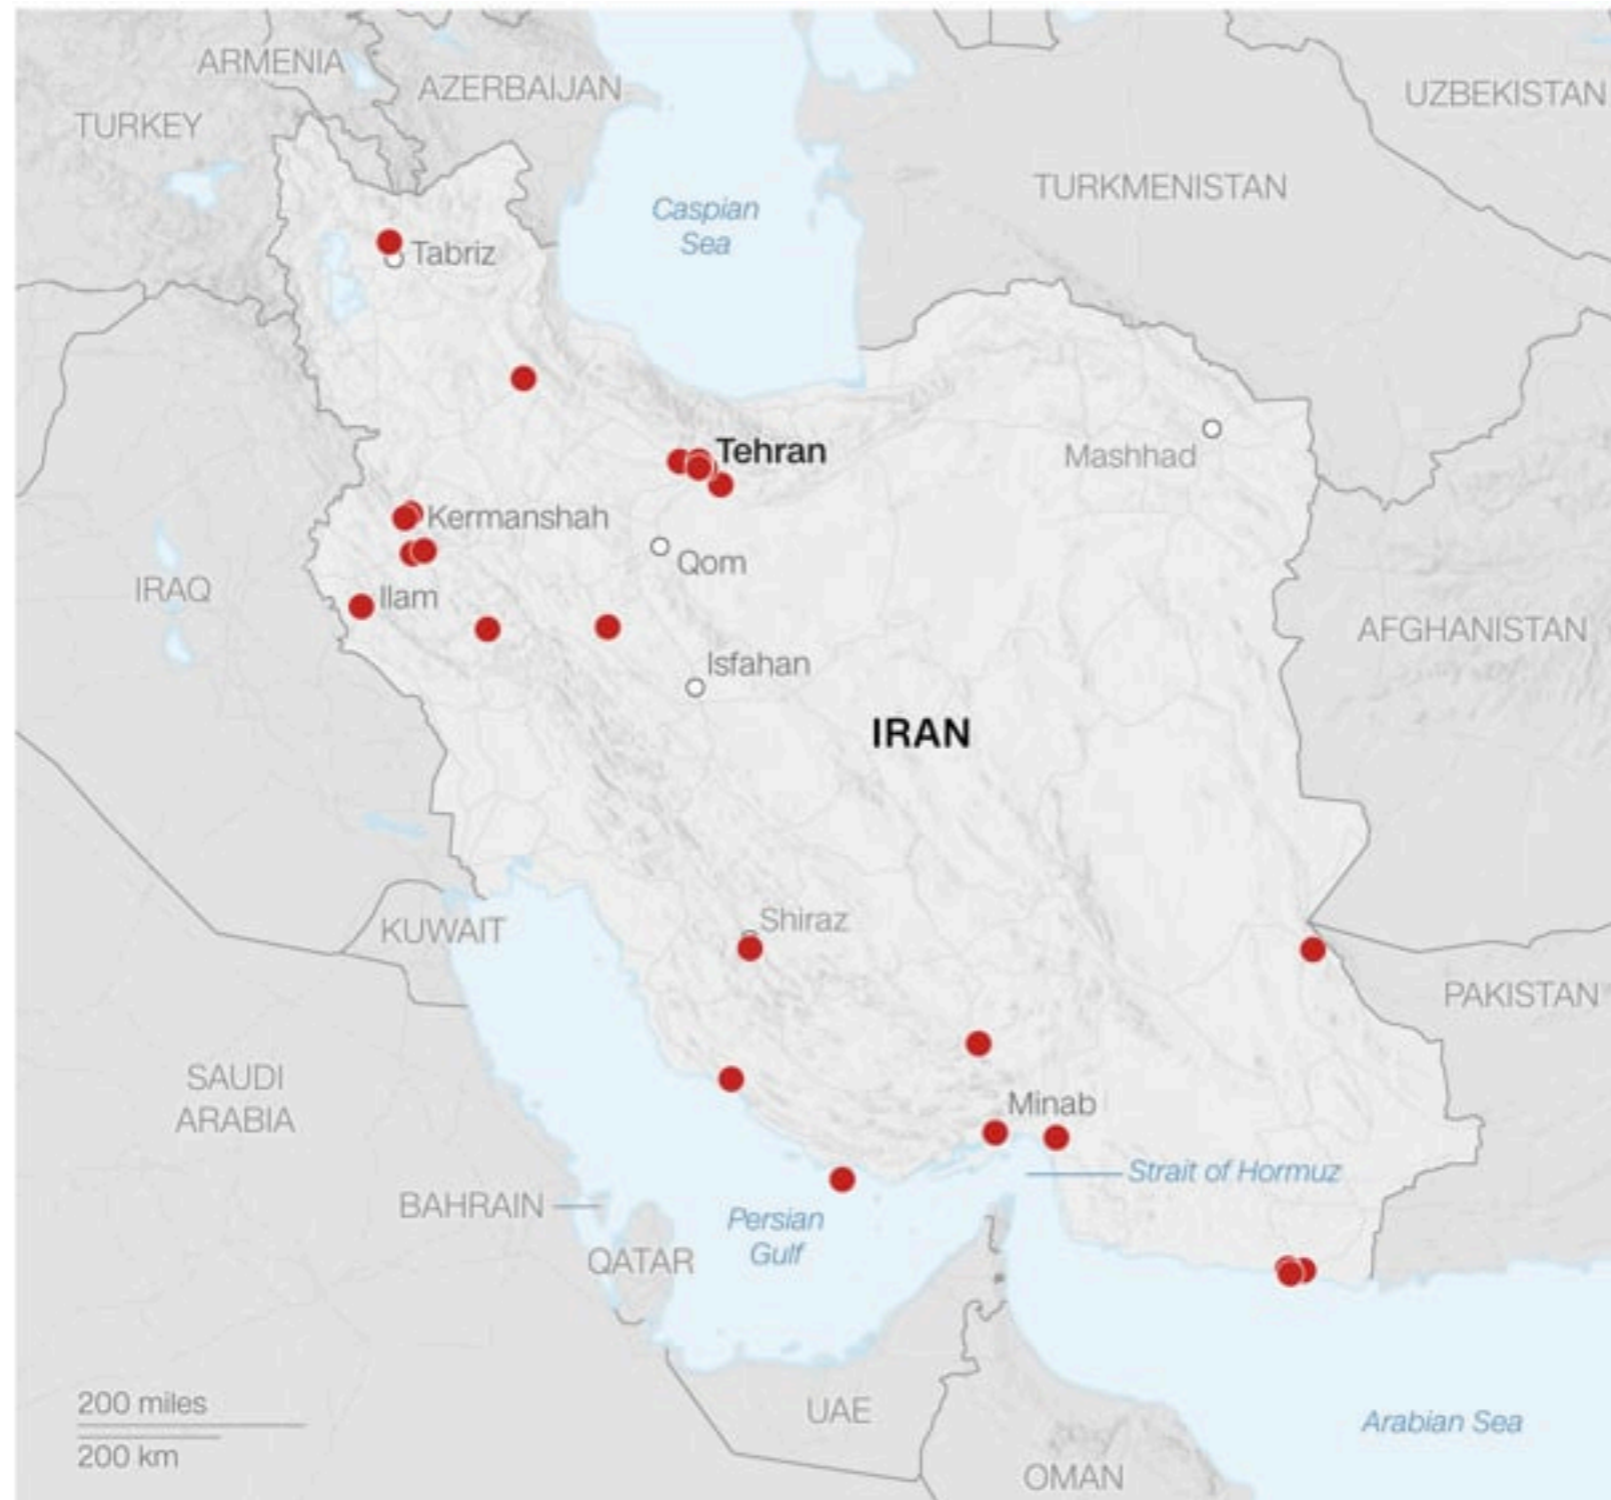 ARMENIA
AZERBAIJAN
UZBEKISTAN
TURKEY
TURKMENISTAN
Caspian
Sea
Tabriz
Tehran
Mashhad
Kermanshah
Qom
IRAQ
Ilam
AFGHANISTAN
Isfahan
IRAN
Shiraz
KUWAIT
PAKISTAN
SAUDI
ARABIA
Minab
Strait of Hormuz
BAHRAIN
Persian
Gulf
QATAR
200 miles
200 km
UAE
Arabian Sea
OMAN